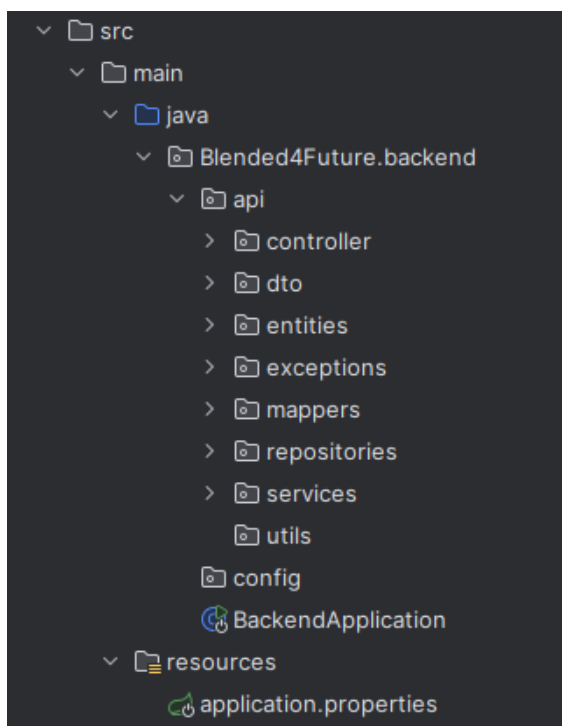 src
main
java
Blended4Future.backend
api
controller
dto
entities
exceptions
mappers
repositories
services
utils
config
BackendApplication
resources
application.properties